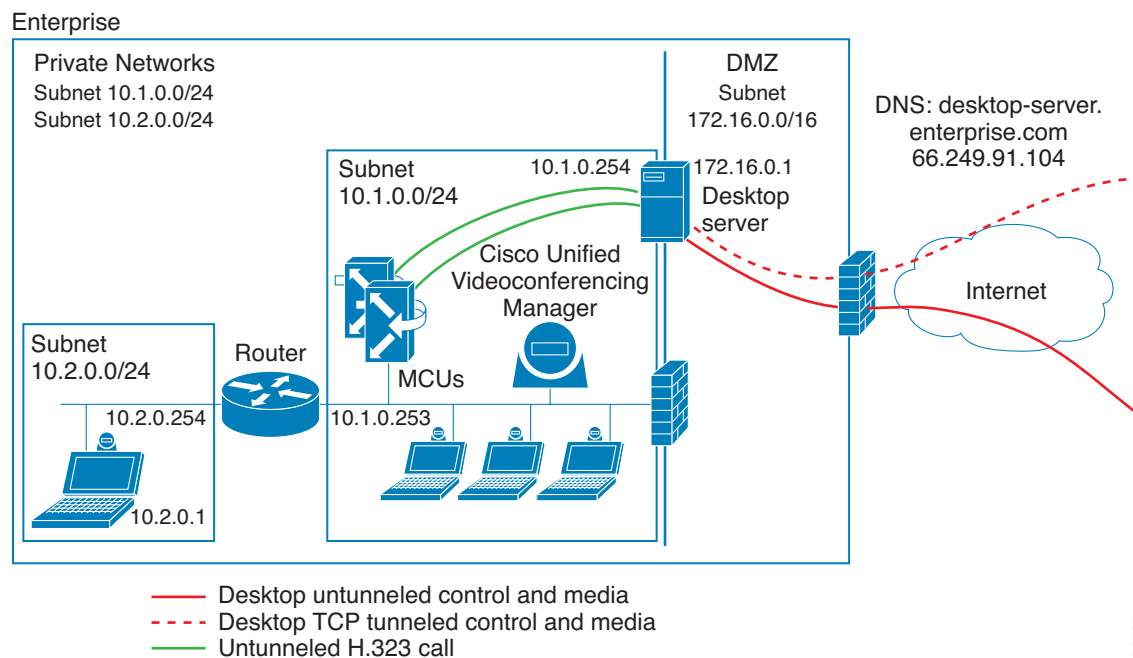 Enterprise
Private Networks
Subnet 10.1.0.0/24
Subnet 10.2.0.0/24
DMZ
Subnet
172.16.0.0/16
DNS: desktop-server.
enterprise.com
66.249.91.104
Subnet
10.1.0.0/24
10.1.0.254
172.16.0.1
Desktop
server
Cisco Unified
Videoconferencing
Manager
Internet
Subnet
10.2.0.0/24
Router
MCUs
10.2.0.254
10.1.0.253
10.2.0.1
Desktop untunneled control and media
Desktop TCP tunneled control and media
Untunneled H.323 call